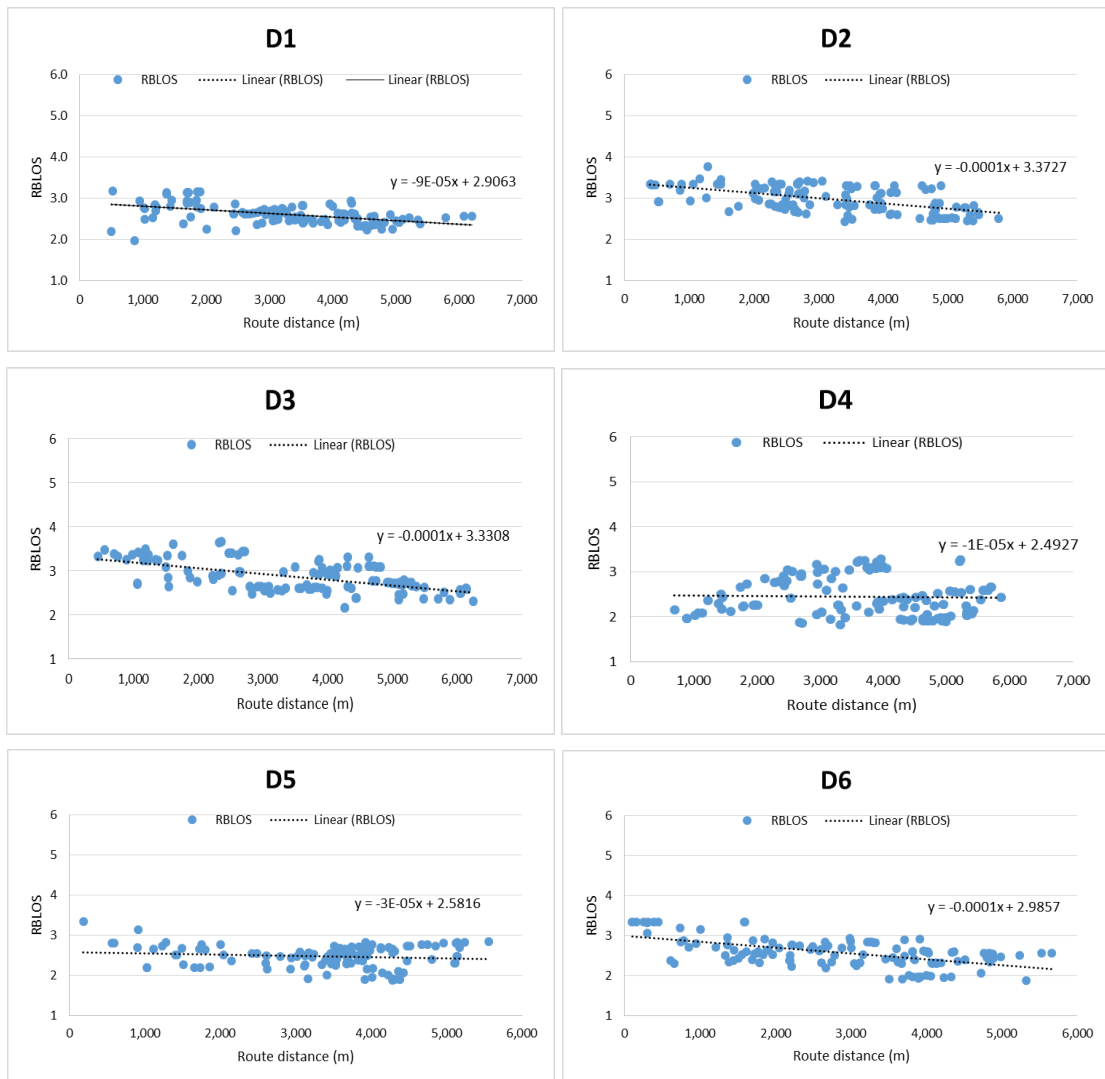 D1
6.0
RBLOS Linear (RBLOS) Linear (RBLOS)
5.0
4.0
y = -9E-05x + 2.9063
3.0
2.0
1.0
0 1,000 2,000 3,000 4,000 5,000 6,000 7,000
Route distance (m)
RBLOS
D2
6
RBLOS Linear (RBLOS)
5
4
y = -0.0001x + 3.3727
3
2
1
0 1,000 2,000 3,000 4,000 5,000 6,000 7,000
Route distance (m)
RBLOS
D3
6
RBLOS Linear (RBLOS)
5
4
y = -0.0001x + 3.3308
3
2
1
0 1,000 2,000 3,000 4,000 5,000 6,000 7,000
Route distance (m)
RBLOS
D4
6
RBLOS Linear (RBLOS)
5
4
y = -1E-05x + 2.4927
3
2
1
0 1,000 2,000 3,000 4,000 5,000 6,000 7,000
Route distance (m)
RBLOS
D5
6
RBLOS Linear (RBLOS)
5
4
y = -3E-05x + 2.5816
3
2
1
0 1,000 2,000 3,000 4,000 5,000 6,000
Route distance (m)
RBLOS
D6
6
RBLOS Linear (RBLOS)
5
4
y = -0.0001x + 2.9857
3
2
1
0 1,000 2,000 3,000 4,000 5,000 6,000
Route distance (m)
RBLOS